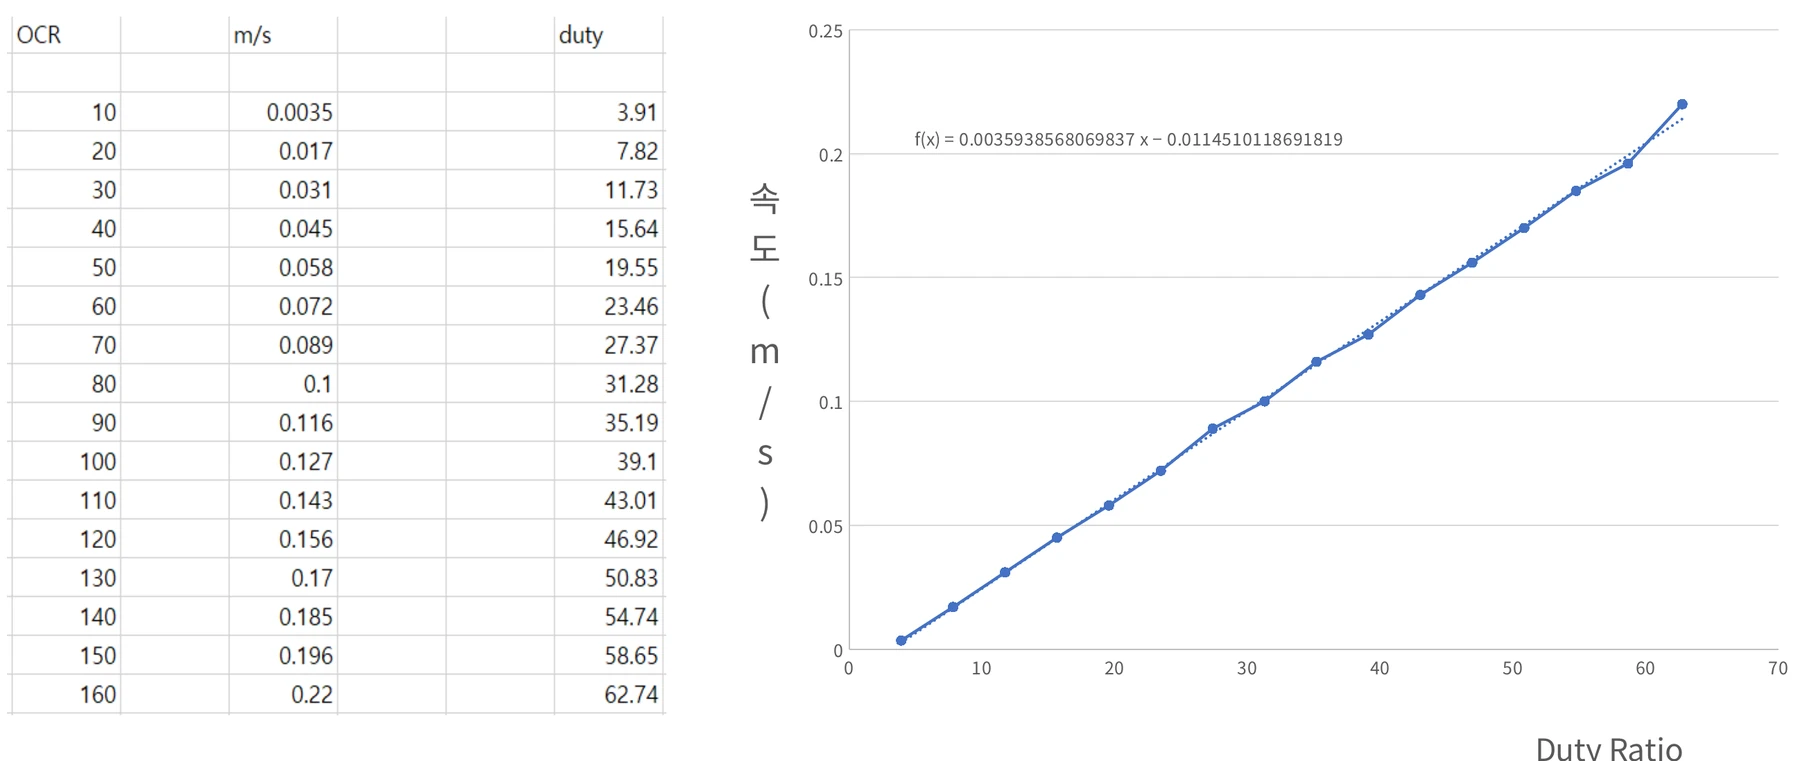 OCR m/s duty
10 0.0035 3.91
20 0.017 7.82
30 0.031 11.73
40 0.045 15.64
50 0.058 19.55
60 0.072 23.46
70 0.089 27.37
80 0.1 31.28
90 0.116 35.19
100 0.127 39.1
110 0.143 43.01
120 0.156 46.92
130 0.17 50.83
140 0.185 54.74
150 0.196 58.65
160 0.22 62.74
속도(m/s)
0.25
0.2
0.15
0.1
0.05
0
f(x) = 0.0035938568069837 x − 0.0114510118691819
0 10 20 30 40 50 60 70
Duty Ratio